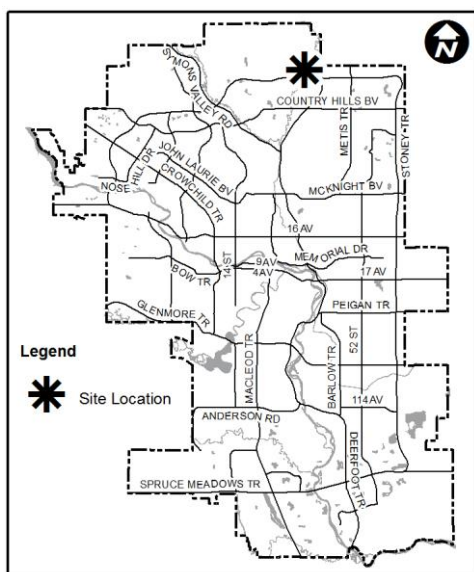 N
SYMONS VALLEY RD
COUNTRY HILLS BV
METIS TR
STONEY TR
JOHN LAURIE BV
CROWCHILD TR
NOSE HILL DR
MCKNIGHT BV
16 AV
MEMORIAL DR
14 ST
9 AV
4 AV
17 AV
BOW TR
PEIGAN TR
GLENMORE TR
Legend
Site Location
MACLEOD TR
BARLOW TR
52 ST
114 AV
ANDERSON RD
DEERFOOT TR
SPRUCE MEADOWS TR